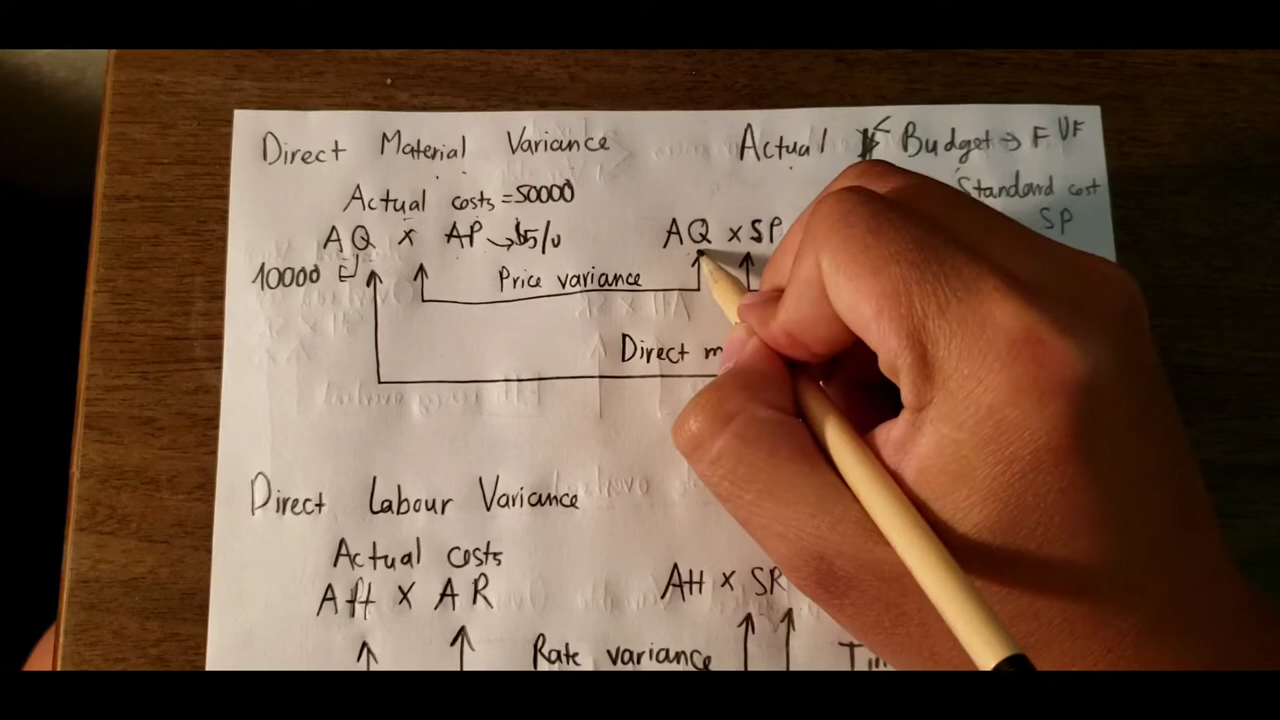 Direct Material Variance
Actual < Budget → F UF
Standard cost
SP
Actual costs = 50000
AQ x AP → $5/u
10000
AQ x SP
Price variance
Direct m
Direct Labour Variance
Actual costs
AH x AR
AH x SR
Rate variance